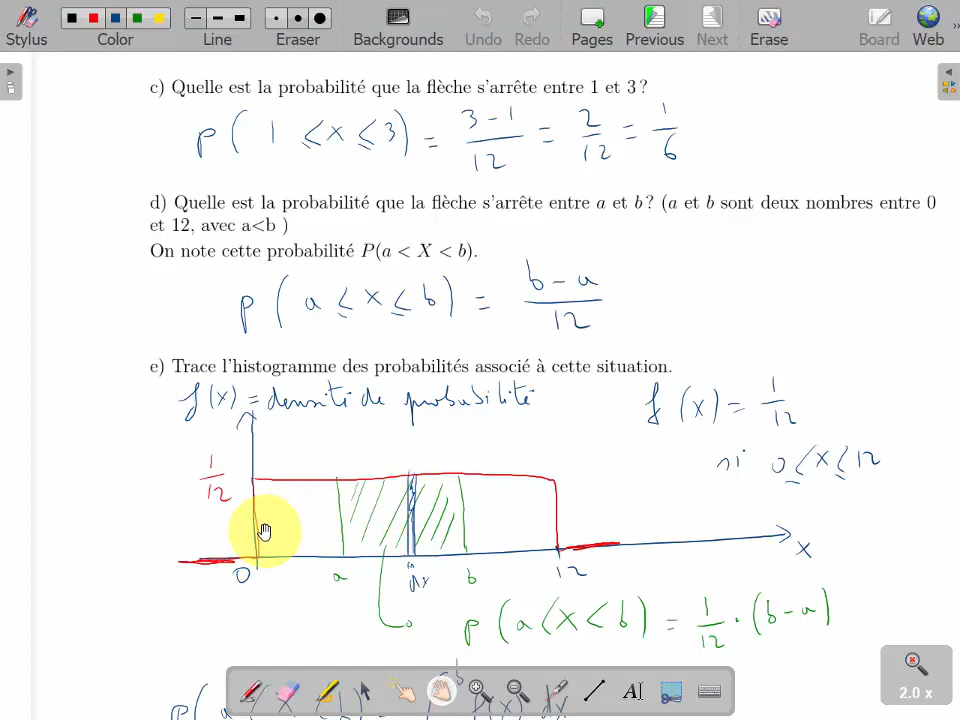 Stylus Color Line Eraser Backgrounds Undo Redo Pages Previous Next Erase Board Web »
c) Quelle est la probabilité que la flèche s'arrête entre 1 et 3 ?
p ( 1 ≤ x ≤ 3 ) = 3 - 1 / 12 = 2 / 12 = 1 / 6
d) Quelle est la probabilité que la flèche s'arrête entre a et b ? (a et b sont deux nombres entre 0
et 12, avec a<b )
On note cette probabilité P(a < X < b).
p ( a ≤ x ≤ b ) = b - a / 12
e) Trace l'histogramme des probabilités associé à cette situation.
f(x) = densité de probabilité
f (x) = 1 / 12
si 0 ≤ x ≤ 12
1 / 12
0 a dx b 12 x
p ( a < X < b ) = 1 / 12 · (b - a)
2.0 x